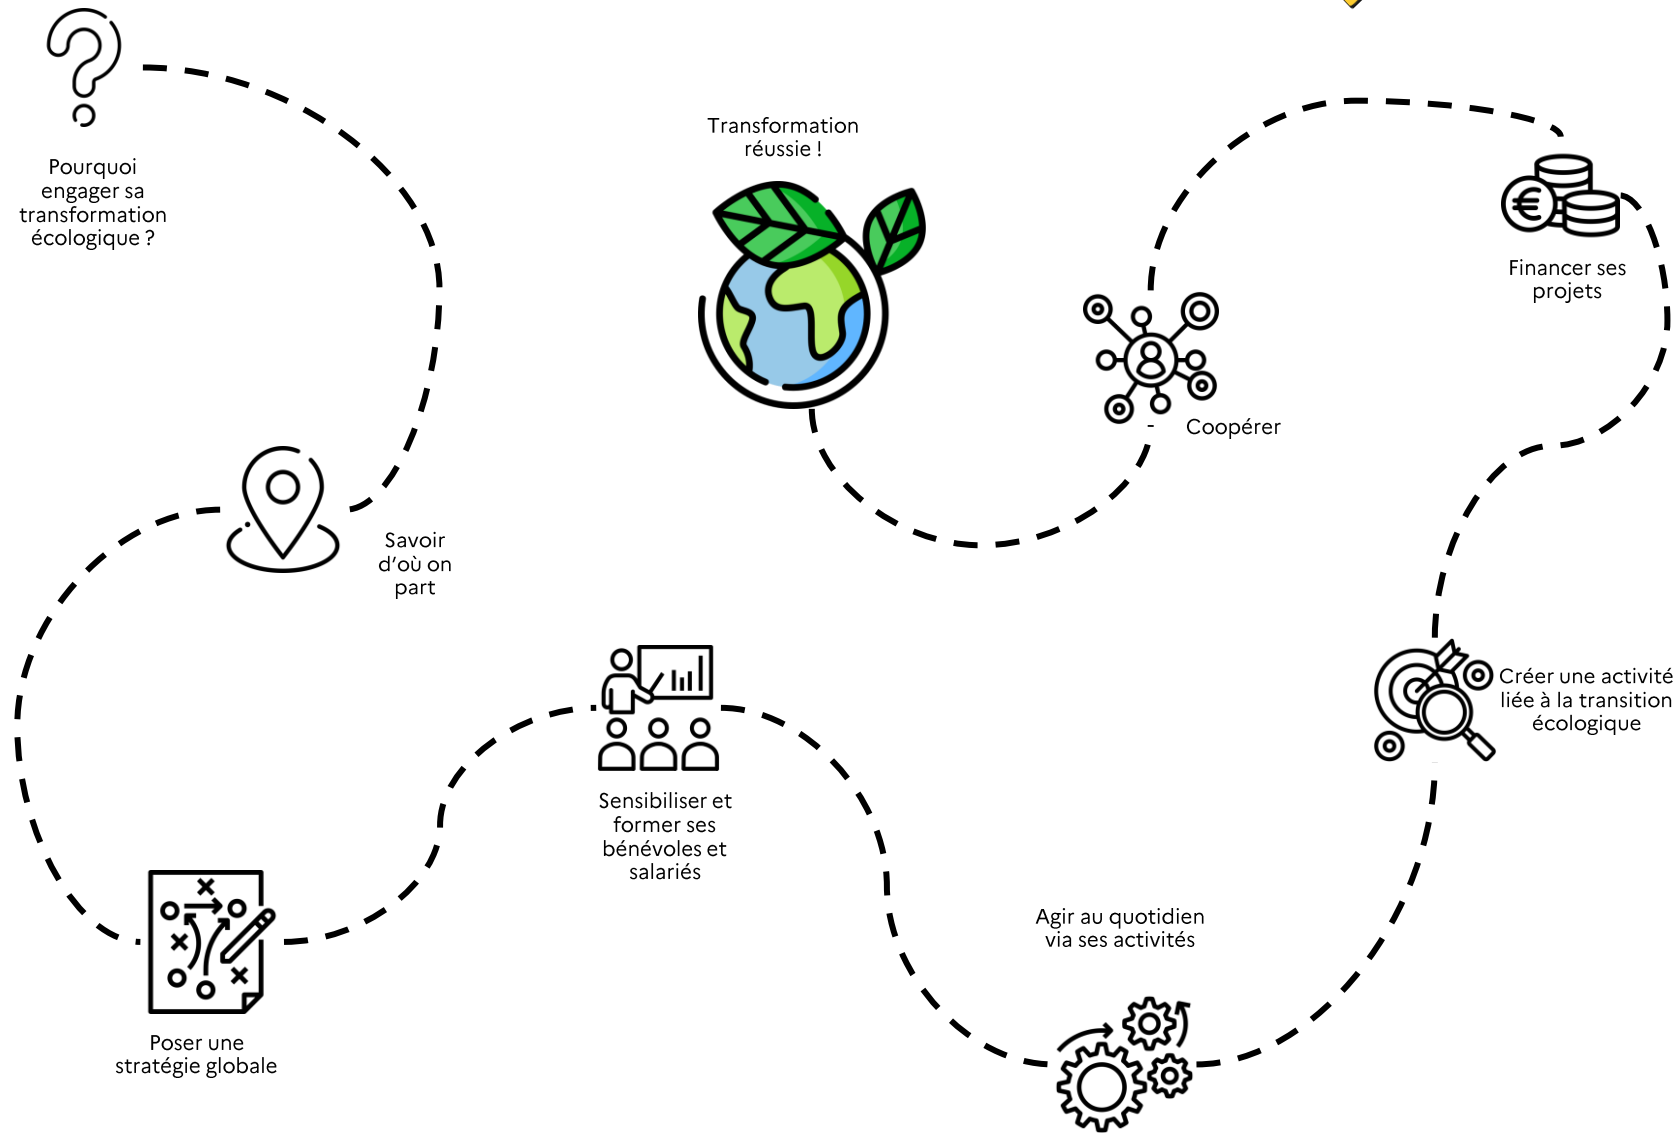 Pourquoi
engager sa
transformation
écologique ?
Savoir
d’où on
part
Poser une
stratégie globale
Sensibiliser et
former ses
bénévoles et
salariés
Agir au quotidien
via ses activités
Créer une activité
liée à la transition
écologique
Financer ses
projets
Coopérer
Transformation
réussie !